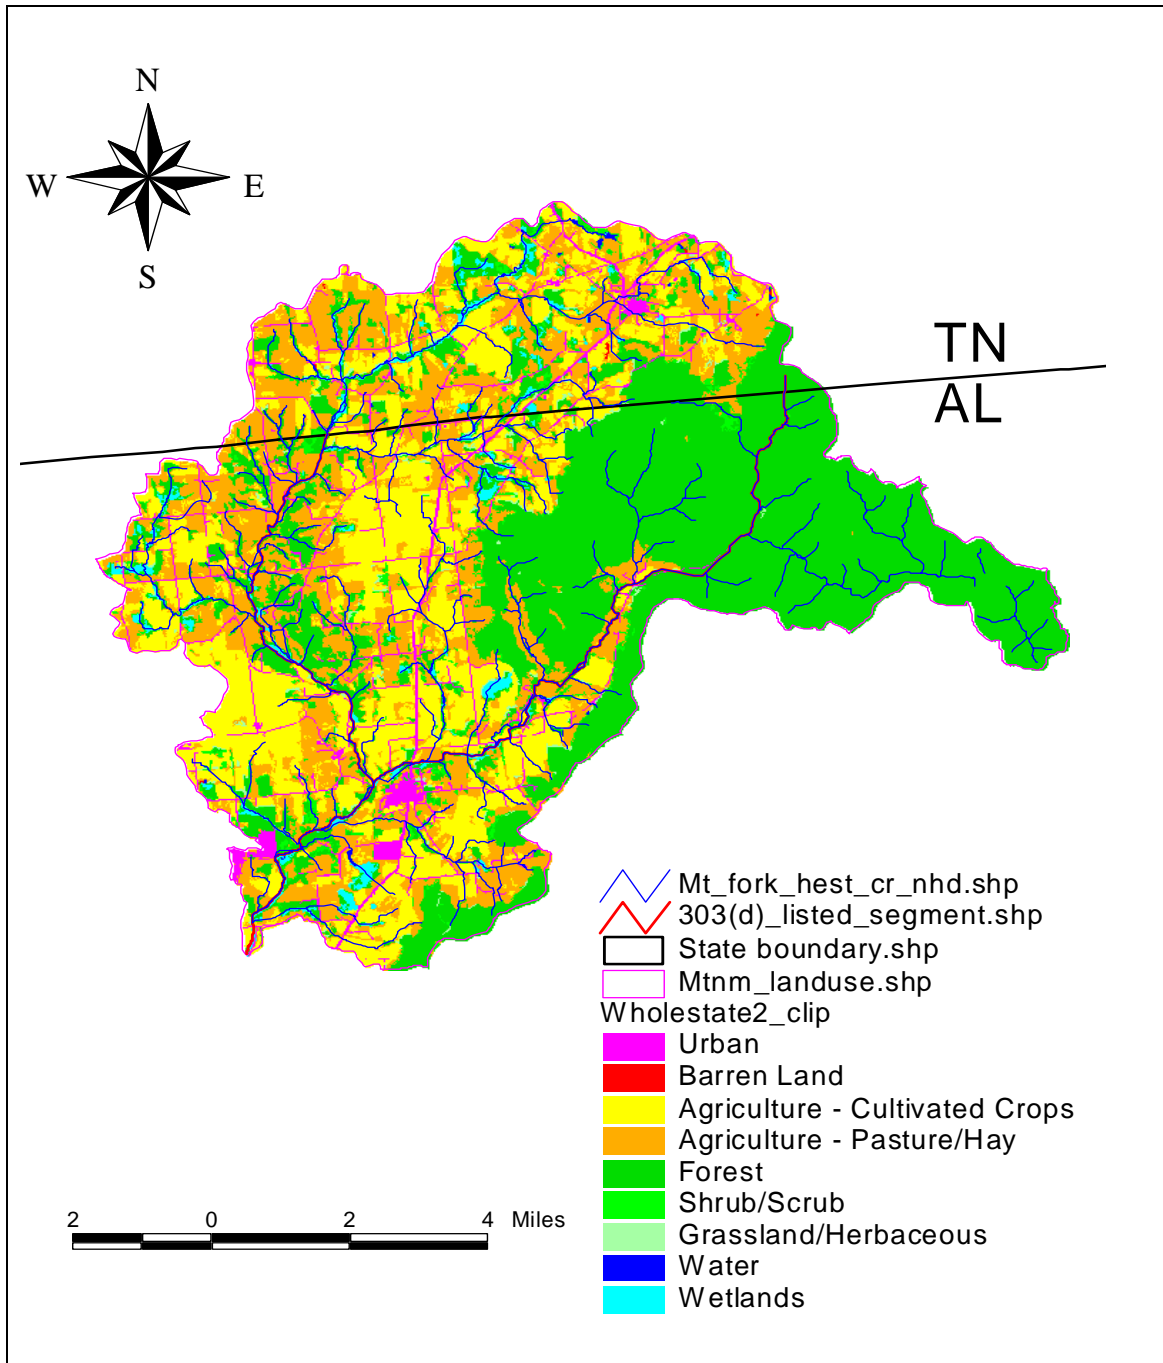 N
W E
S
TN
AL
Mt_fork_hest_cr_nhd.shp
303(d)_listed_segment.shp
State boundary.shp
Mtnm_landuse.shp
Wholestate2_clip
Urban
Barren Land
Agriculture - Cultivated Crops
Agriculture - Pasture/Hay
Forest
Shrub/Scrub
Grassland/Herbaceous
Water
Wetlands
2 0 2 4 Miles